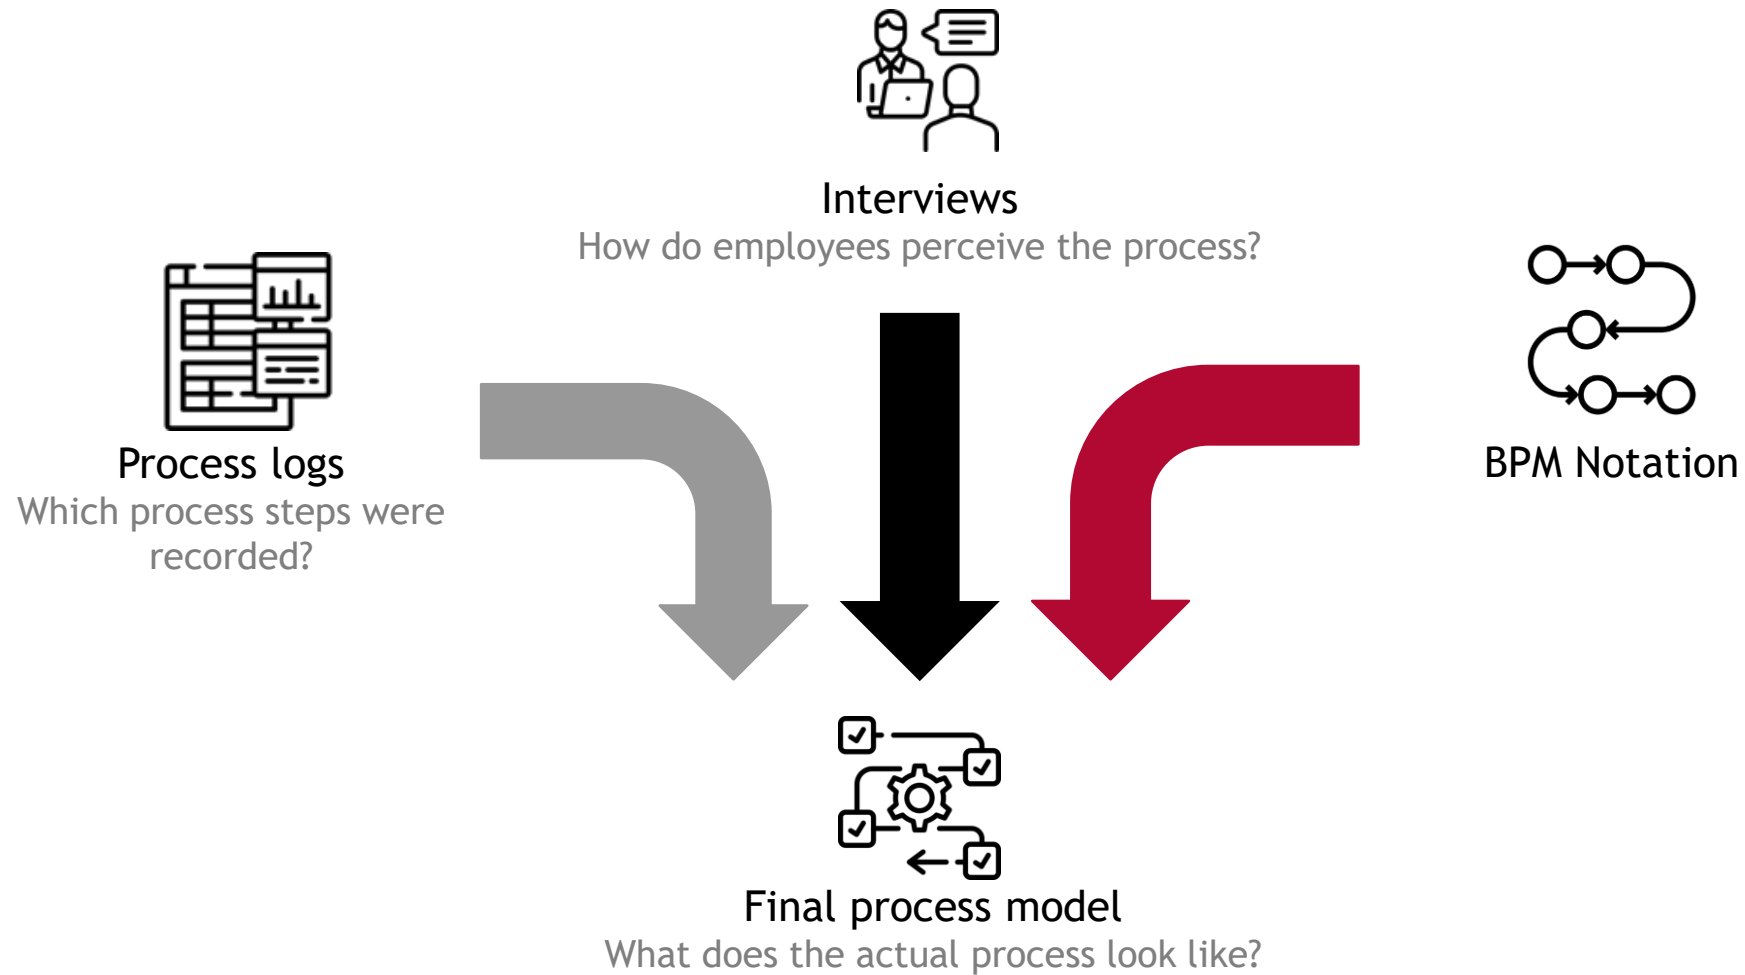 Interviews
How do employees perceive the process?
Process logs
Which process steps were
recorded?
BPM Notation
Final process model
What does the actual process look like?